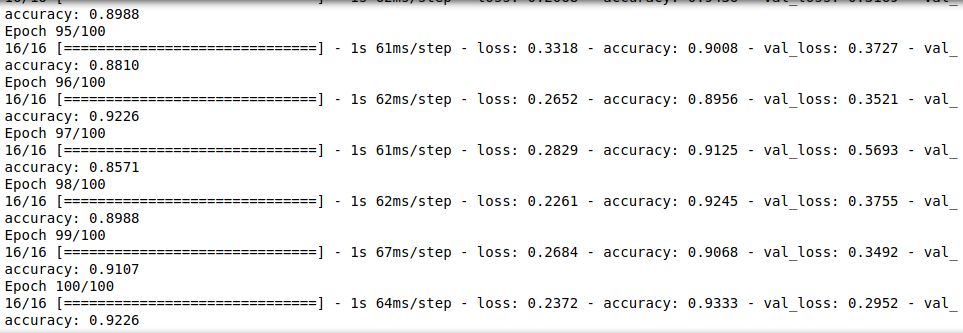 accuracy: 0.8988
Epoch 95/100
16/16 [==============================] - 1s 61ms/step - loss: 0.3318 - accuracy: 0.9008 - val_loss: 0.3727 - val_
accuracy: 0.8810
Epoch 96/100
16/16 [==============================] - 1s 62ms/step - loss: 0.2652 - accuracy: 0.8956 - val_loss: 0.3521 - val_
accuracy: 0.9226
Epoch 97/100
16/16 [==============================] - 1s 61ms/step - loss: 0.2829 - accuracy: 0.9125 - val_loss: 0.5693 - val_
accuracy: 0.8571
Epoch 98/100
16/16 [==============================] - 1s 62ms/step - loss: 0.2261 - accuracy: 0.9245 - val_loss: 0.3755 - val_
accuracy: 0.8988
Epoch 99/100
16/16 [==============================] - 1s 67ms/step - loss: 0.2684 - accuracy: 0.9068 - val_loss: 0.3492 - val_
accuracy: 0.9107
Epoch 100/100
16/16 [==============================] - 1s 64ms/step - loss: 0.2372 - accuracy: 0.9333 - val_loss: 0.2952 - val_
accuracy: 0.9226